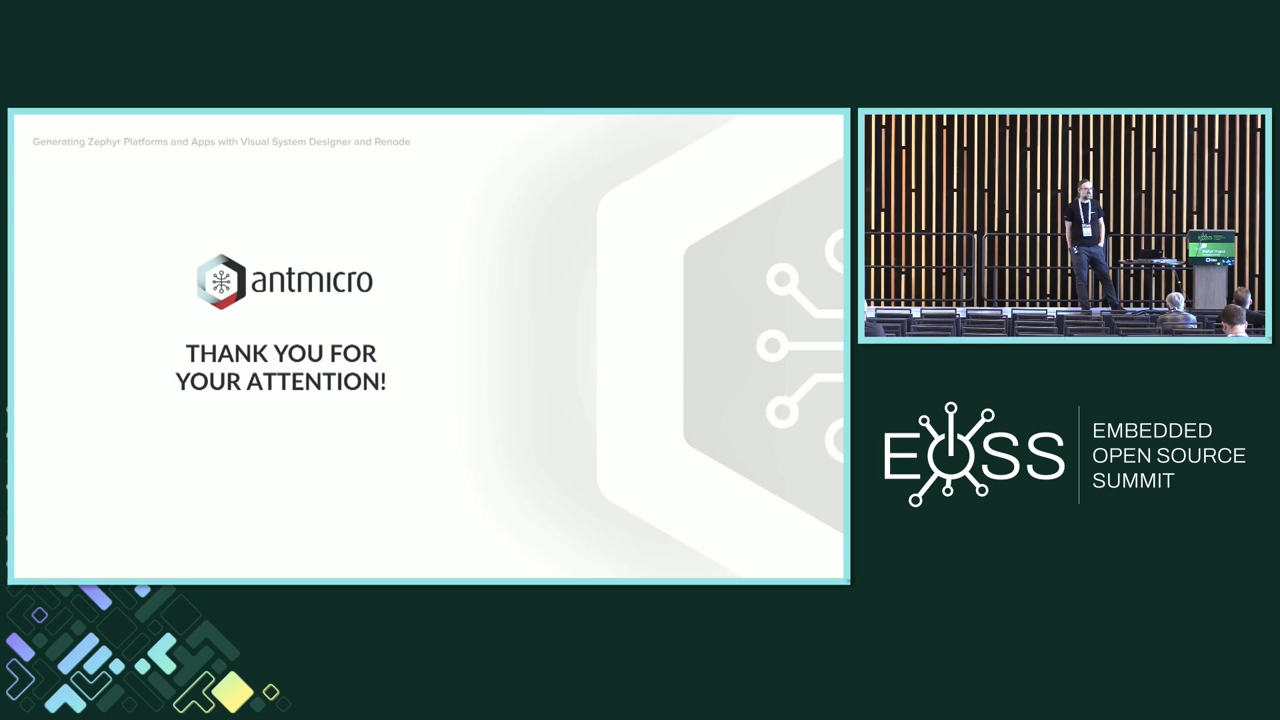 Generating Zephyr Platforms and Apps with Visual System Designer and Renode
antmicro
THANK YOU FOR
YOUR ATTENTION!
EOSS
EMBEDDED
OPEN SOURCE
SUMMIT